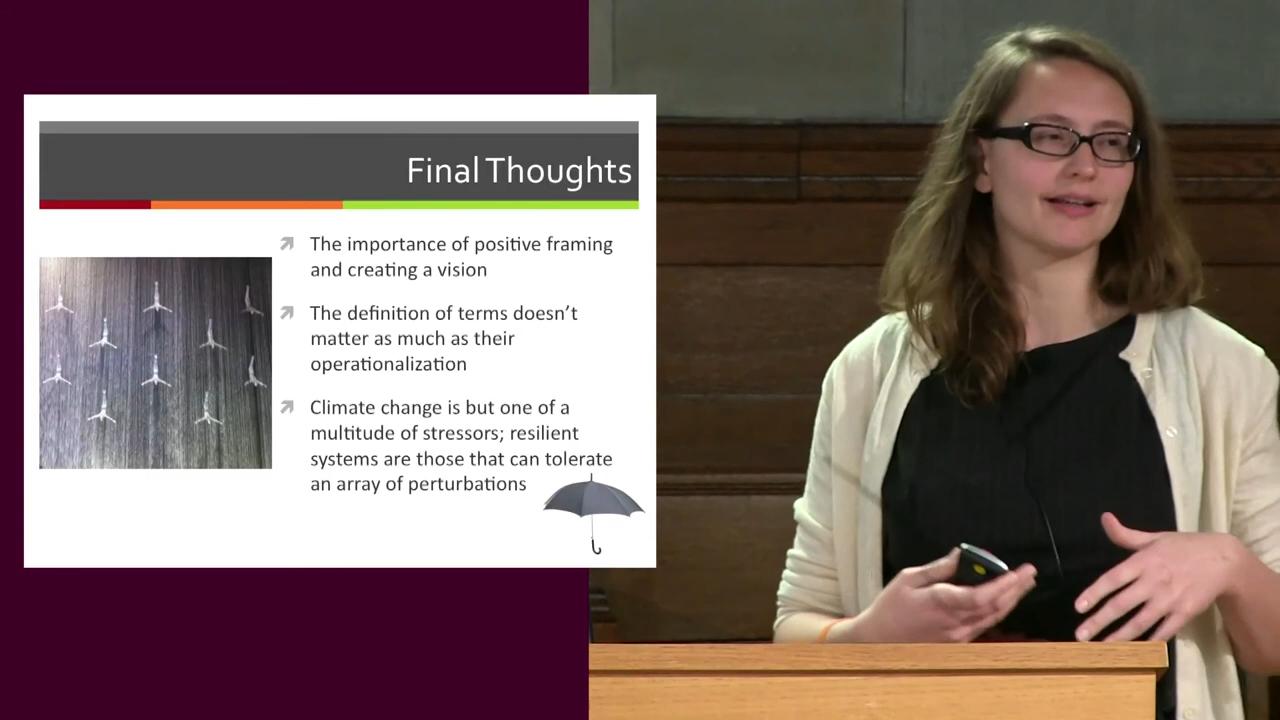 Final Thoughts
The importance of positive framing
and creating a vision
The definition of terms doesn't
matter as much as their
operationalization
Climate change is but one of a
multitude of stressors; resilient
systems are those that can tolerate
an array of perturbations